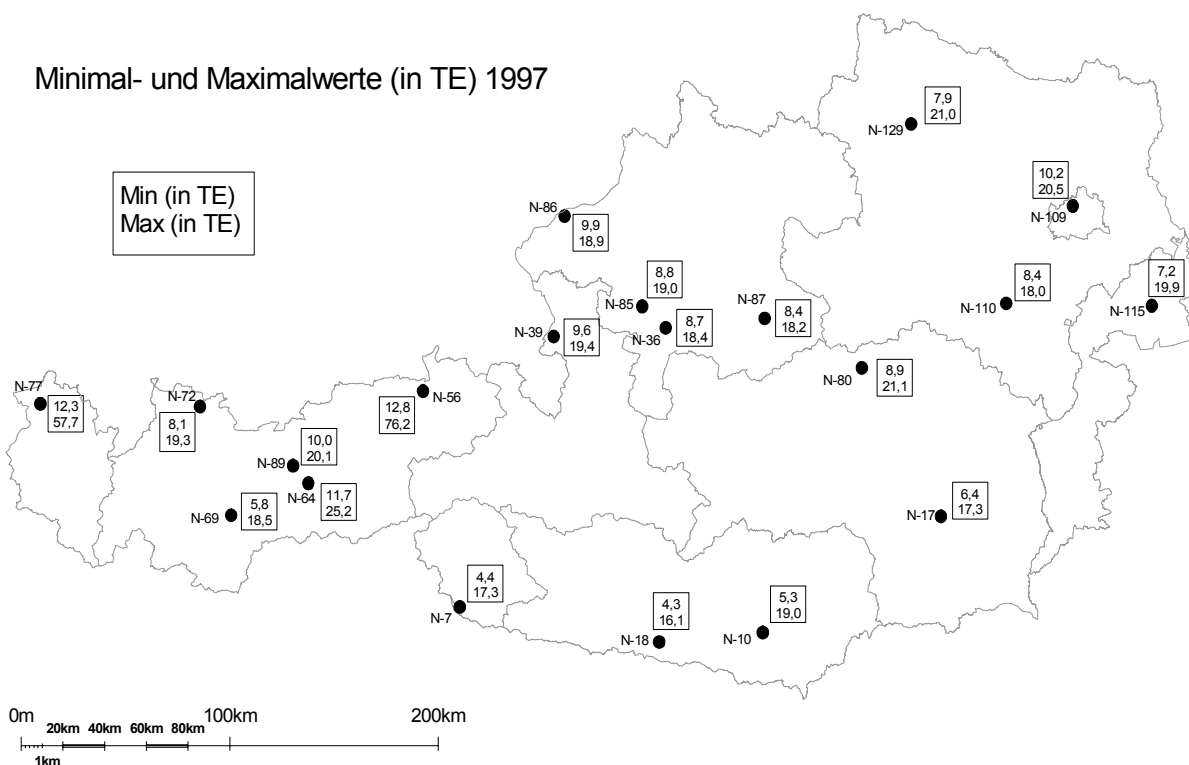 Minimal- und Maximalwerte (in TE) 1997
Min (in TE)
Max (in TE)
N-129
7,9
21,0
10,2
20,5
N-109
N-86
9,9
18,9
8,8
19,0
N-85
N-87
8,4
18,2
8,4
18,0
N-110
7,2
19,9
N-115
N-39
9,6
19,4
N-36
8,7
18,4
N-80
8,9
21,1
N-77
12,3
57,7
N-72
8,1
19,3
N-56
12,8
76,2
10,0
20,1
N-89
N-64
11,7
25,2
N-69
5,8
18,5
6,4
17,3
N-17
4,4
17,3
N-7
4,3
16,1
N-18
5,3
19,0
N-10
0m 100km 200km
20km 40km 60km 80km
1km